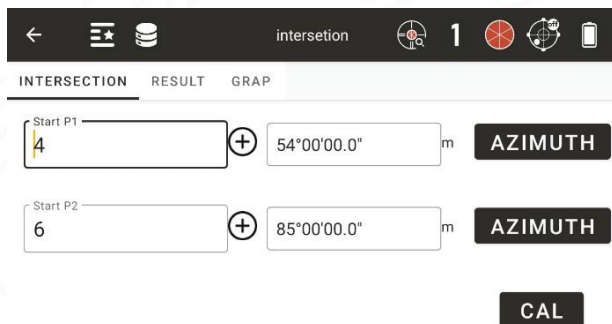 intersetion
1
off
INTERSECTION RESULT GRAP
Start P1
4 54°00'00.0" m AZIMUTH
Start P2
6 85°00'00.0" m AZIMUTH
CAL